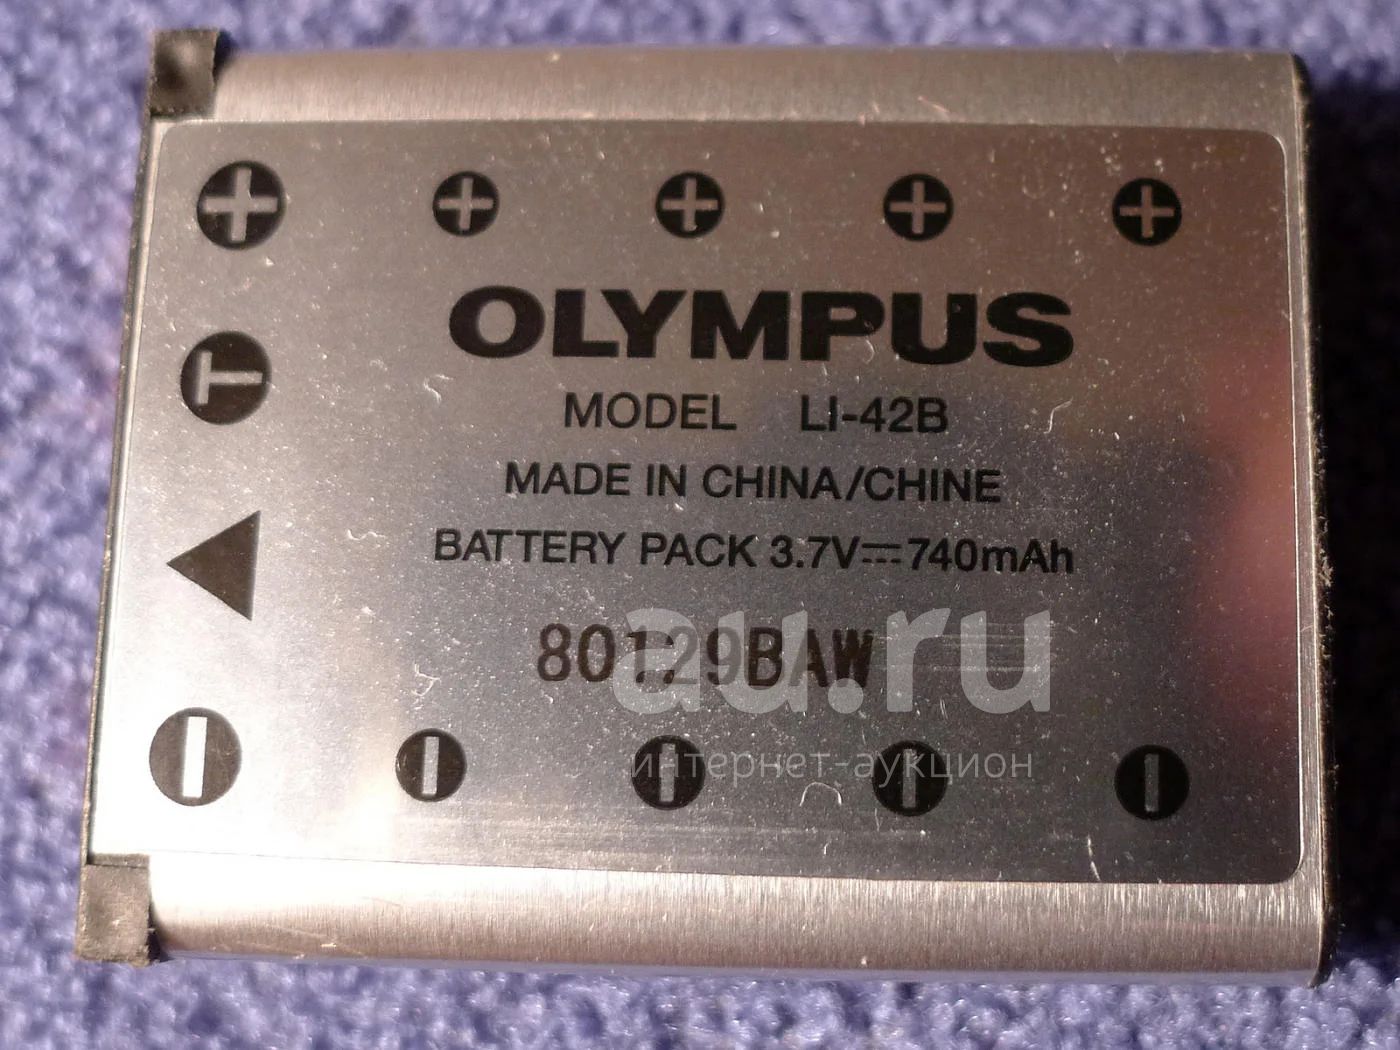 OLYMPUS
MODEL LI-42B
MADE IN CHINA/CHINE
BATTERY PACK 3.7V⎓740mAh
80129BAW
au.ru
интернет-аукцион